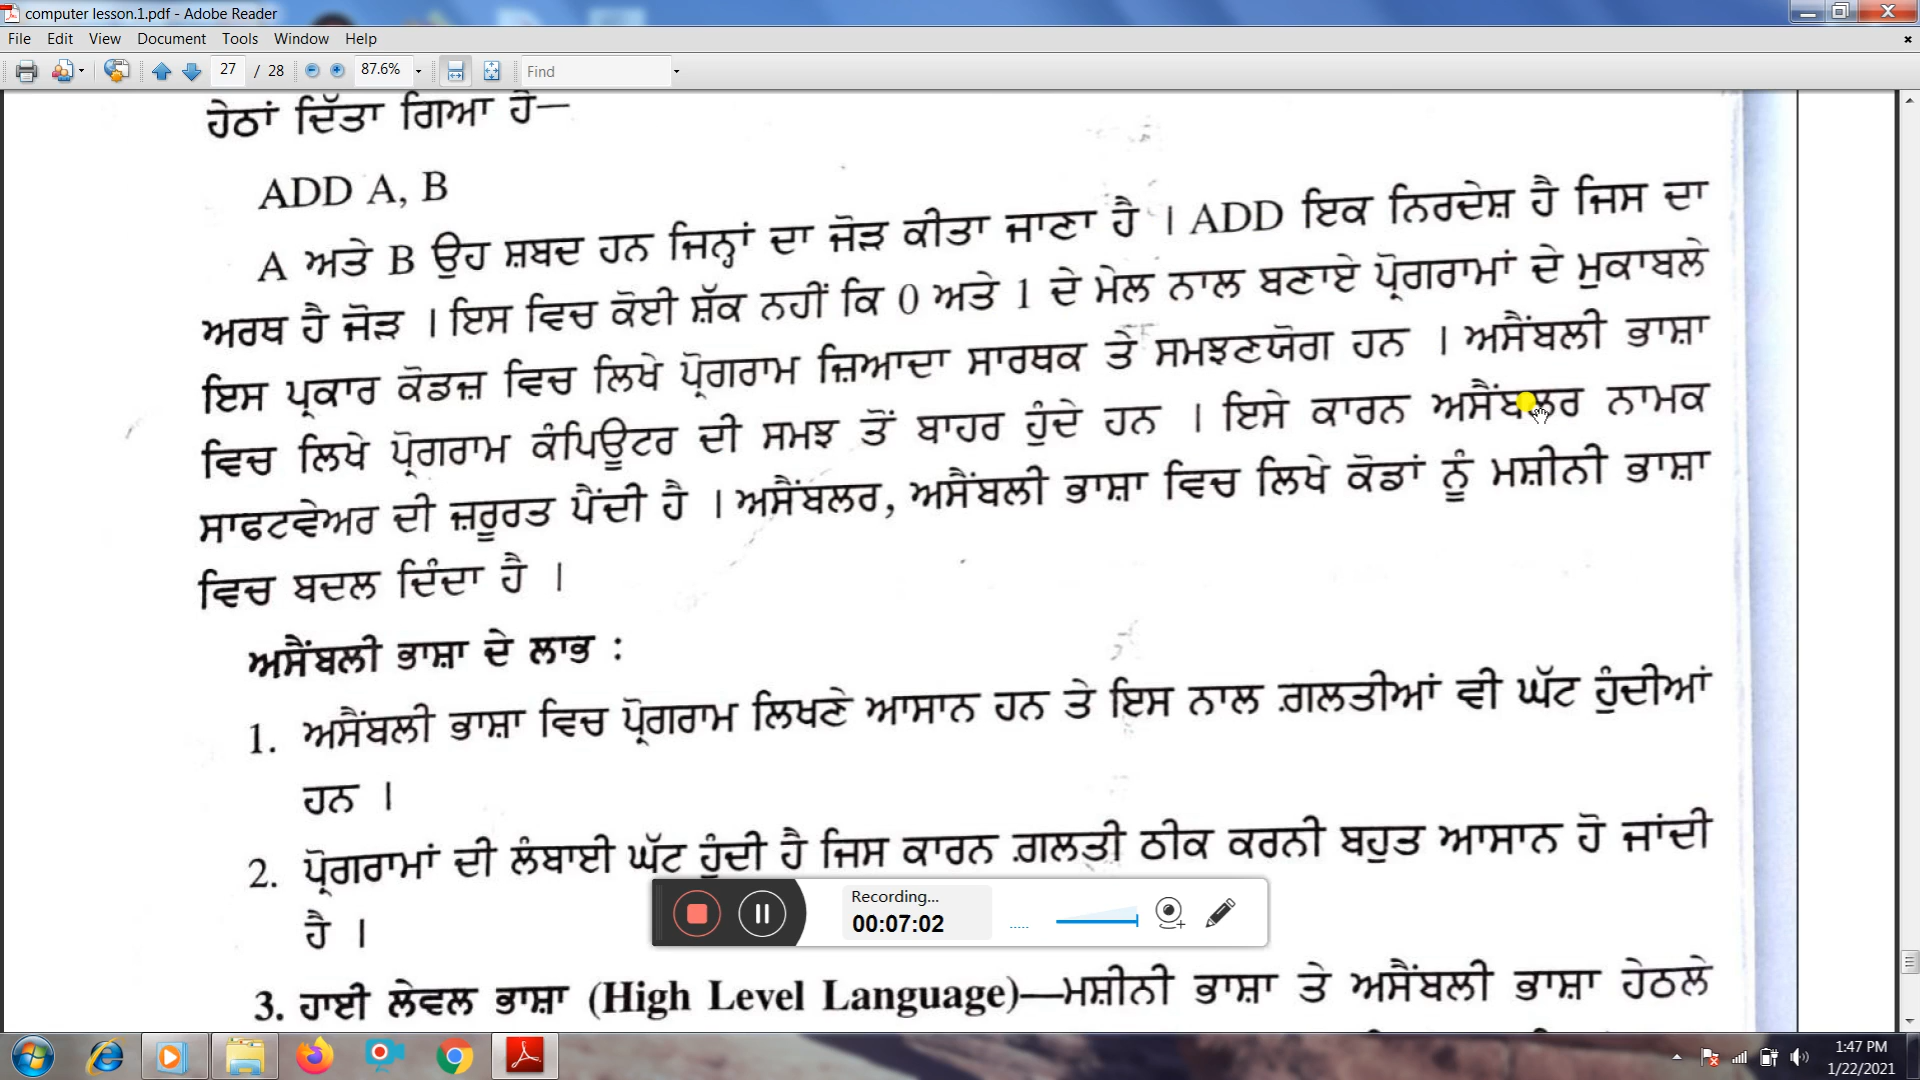 computer lesson.1.pdf - Adobe Reader
File Edit View Document Tools Window Help
27 / 28 87.6% Find
ਹੇਠਾਂ ਦਿੱਤਾ ਗਿਆ ਹੈ—
ADD A, B
A ਅਤੇ B ਉਹ ਸ਼ਬਦ ਹਨ ਜਿਨ੍ਹਾਂ ਦਾ ਜੋੜ ਕੀਤਾ ਜਾਣਾ ਹੈ । ADD ਇਕ ਨਿਰਦੇਸ਼ ਹੈ ਜਿਸ ਦਾ
ਅਰਥ ਹੈ ਜੋੜ । ਇਸ ਵਿਚ ਕੋਈ ਸ਼ੱਕ ਨਹੀਂ ਕਿ 0 ਅਤੇ 1 ਦੇ ਮੇਲ ਨਾਲ ਬਣਾਏ ਪ੍ਰੋਗਰਾਮਾਂ ਦੇ ਮੁਕਾਬਲੇ
ਇਸ ਪ੍ਰਕਾਰ ਕੋਡਜ਼ ਵਿਚ ਲਿਖੇ ਪ੍ਰੋਗਰਾਮ ਜ਼ਿਆਦਾ ਸਾਰਥਕ ਤੇ ਸਮਝਣਯੋਗ ਹਨ । ਅਸੈਂਬਲੀ ਭਾਸ਼ਾ
ਵਿਚ ਲਿਖੇ ਪ੍ਰੋਗਰਾਮ ਕੰਪਿਊਟਰ ਦੀ ਸਮਝ ਤੋਂ ਬਾਹਰ ਹੁੰਦੇ ਹਨ । ਇਸੇ ਕਾਰਨ ਅਸੈਂਬਲਰ ਨਾਮਕ
ਸਾਫਟਵੇਅਰ ਦੀ ਜ਼ਰੂਰਤ ਪੈਂਦੀ ਹੈ । ਅਸੈਂਬਲਰ, ਅਸੈਂਬਲੀ ਭਾਸ਼ਾ ਵਿਚ ਲਿਖੇ ਕੋਡਾਂ ਨੂੰ ਮਸ਼ੀਨੀ ਭਾਸ਼ਾ
ਵਿਚ ਬਦਲ ਦਿੰਦਾ ਹੈ ।
ਅਸੈਂਬਲੀ ਭਾਸ਼ਾ ਦੇ ਲਾਭ :
1. ਅਸੈਂਬਲੀ ਭਾਸ਼ਾ ਵਿਚ ਪ੍ਰੋਗਰਾਮ ਲਿਖਣੇ ਆਸਾਨ ਹਨ ਤੇ ਇਸ ਨਾਲ ਗ਼ਲਤੀਆਂ ਵੀ ਘੱਟ ਹੁੰਦੀਆਂ
ਹਨ ।
2. ਪ੍ਰੋਗਰਾਮਾਂ ਦੀ ਲੰਬਾਈ ਘੱਟ ਹੁੰਦੀ ਹੈ ਜਿਸ ਕਾਰਨ ਗ਼ਲਤੀ ਠੀਕ ਕਰਨੀ ਬਹੁਤ ਆਸਾਨ ਹੋ ਜਾਂਦੀ
ਹੈ ।
Recording...
00:07:02
3. ਹਾਈ ਲੇਵਲ ਭਾਸ਼ਾ (High Level Language)—ਮਸ਼ੀਨੀ ਭਾਸ਼ਾ ਤੇ ਅਸੈਂਬਲੀ ਭਾਸ਼ਾ ਹੇਠਲੇ
1:47 PM
1/22/2021